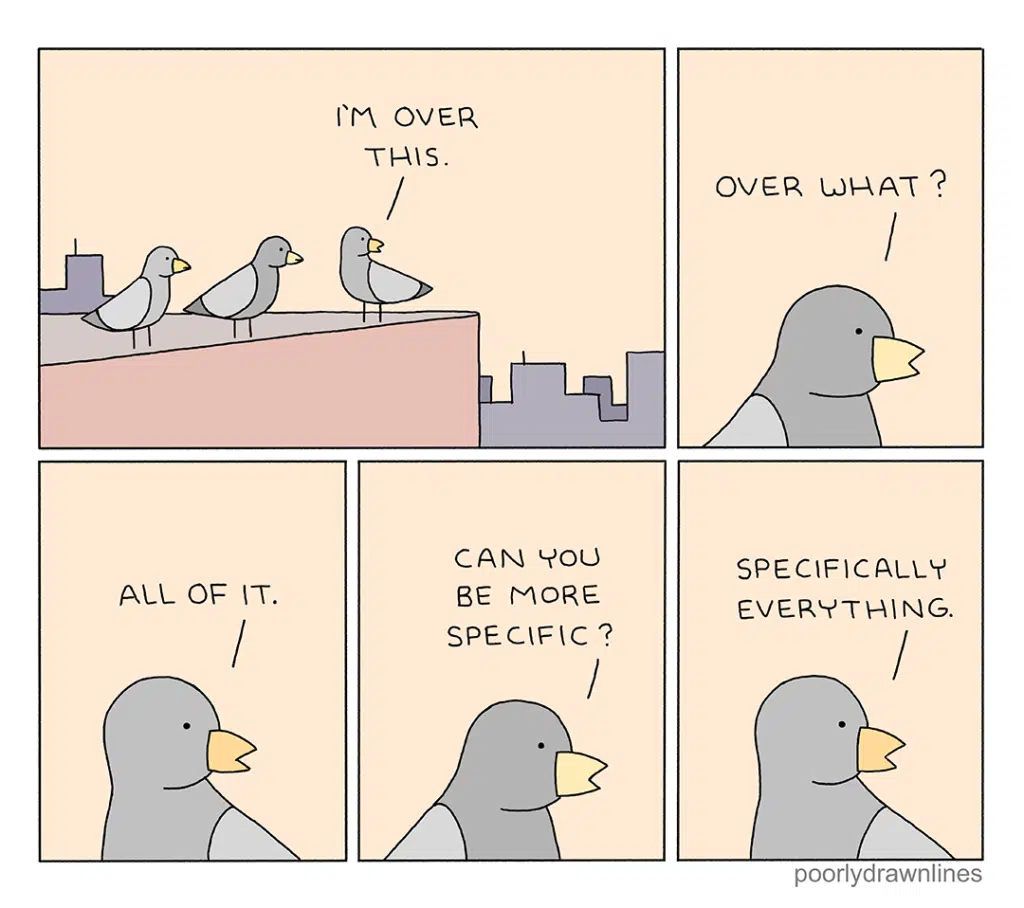 I'M OVER
THIS.
OVER WHAT?
ALL OF IT.
CAN YOU
BE MORE
SPECIFIC?
SPECIFICALLY
EVERYTHING.
poorlydrawnlines